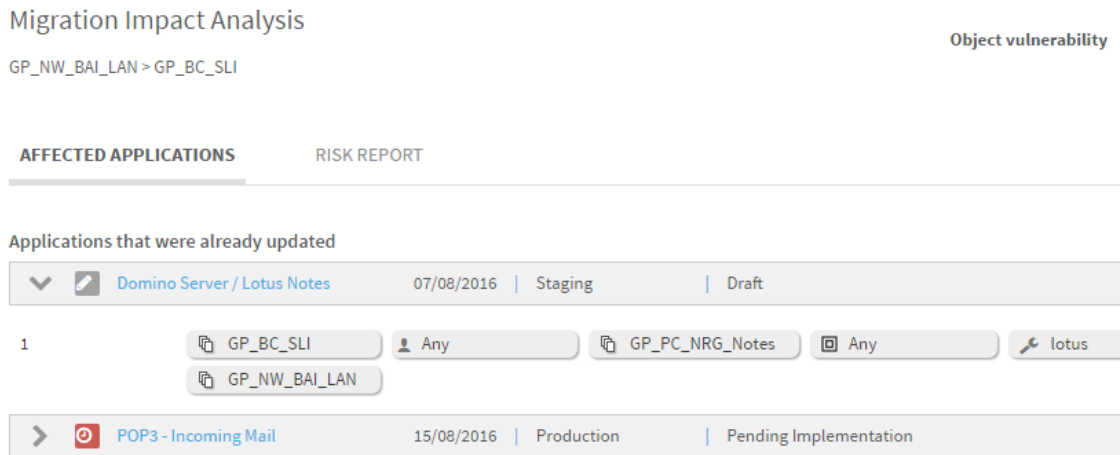 Migration Impact Analysis
Object vulnerability
GP_NW_BAI_LAN > GP_BC_SLI
AFFECTED APPLICATIONS RISK REPORT
Applications that were already updated
Domino Server / Lotus Notes 07/08/2016 | Staging | Draft
1 GP_BC_SLI Any GP_PC_NRG_Notes Any lotus
GP_NW_BAI_LAN
POP3 - Incoming Mail 15/08/2016 | Production | Pending Implementation